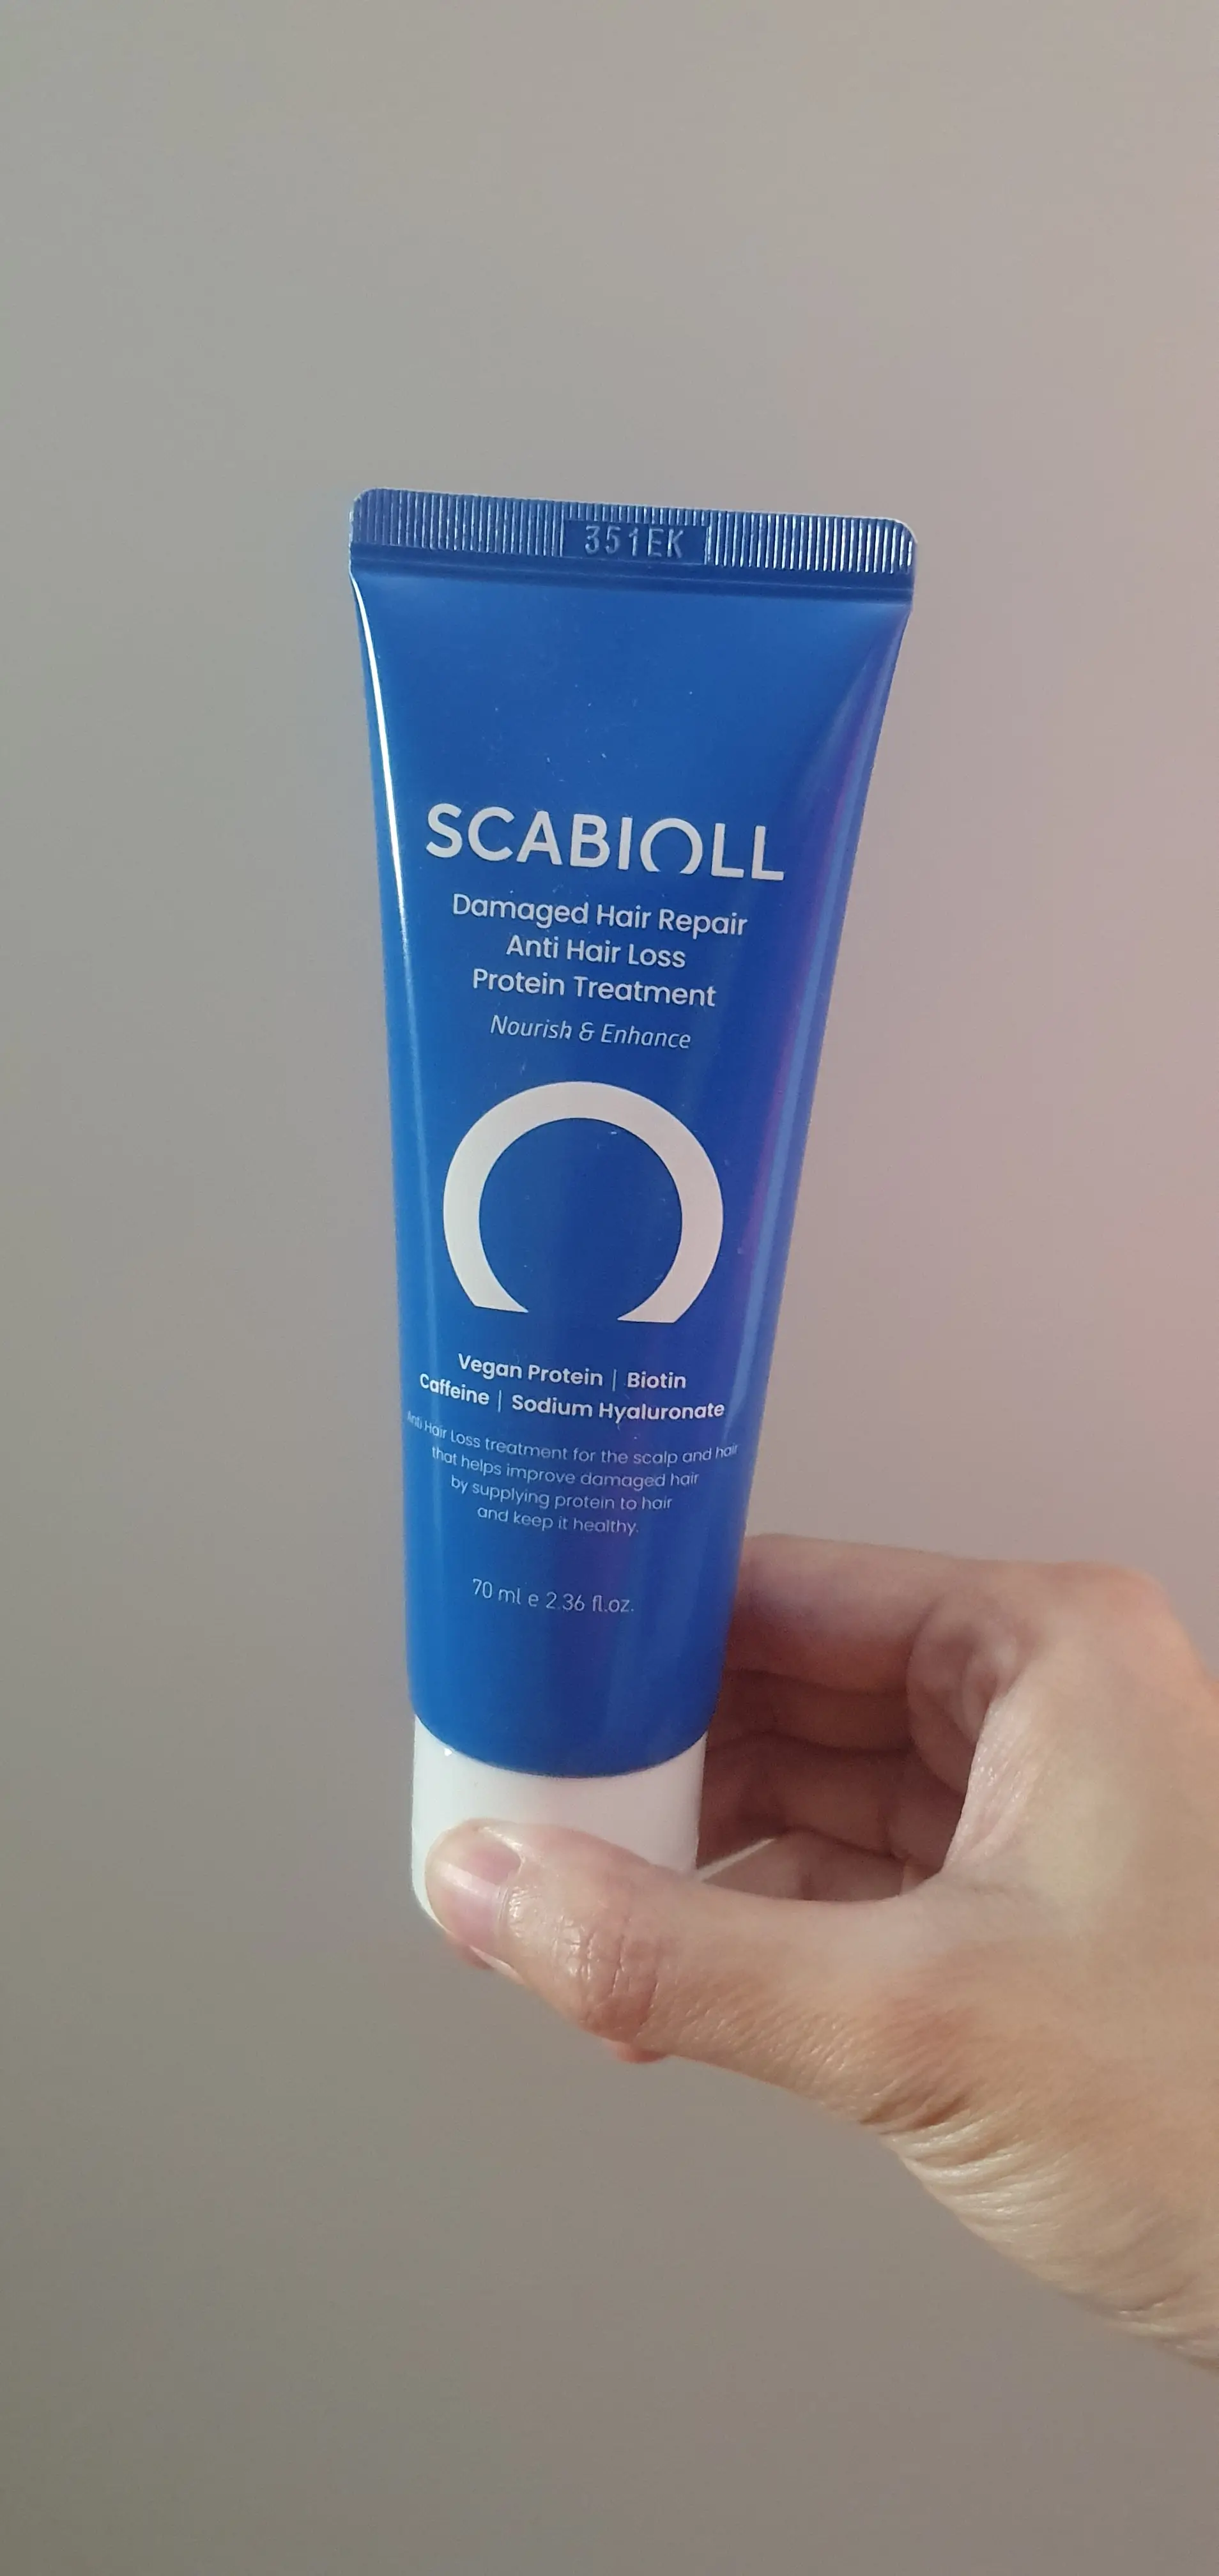 351EK
SCABIOLL
Damaged Hair Repair
Anti Hair Loss
Protein Treatment
Nourish & Enhance
Vegan Protein | Biotin
Caffeine | Sodium Hyaluronate
Anti Hair Loss treatment for the scalp and hair
that helps improve damaged hair
by supplying protein to hair
and keep it healthy.
70 ml e 2.36 fl.oz.